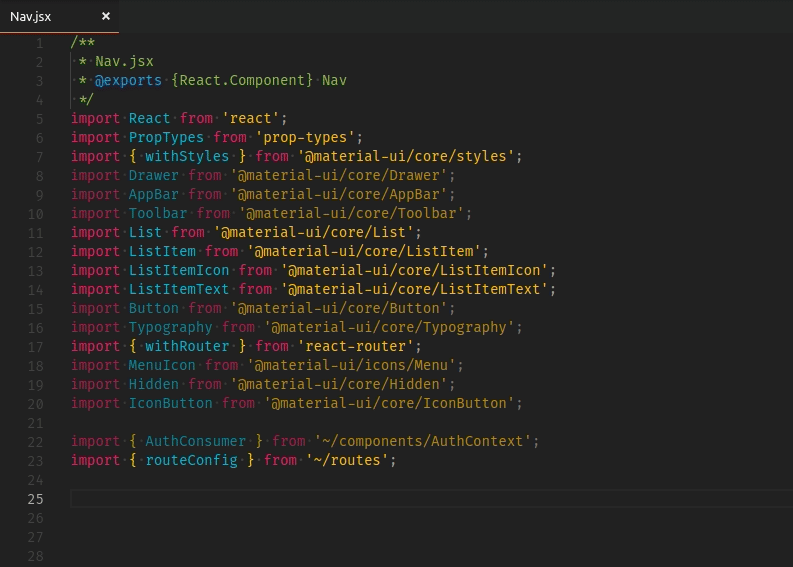 Nav.jsx ×
1 /**
2 * Nav.jsx
3 * @exports {React.Component} Nav
4 */
5 import React from 'react';
6 import PropTypes from 'prop-types';
7 import { withStyles } from '@material-ui/core/styles';
8 import Drawer from '@material-ui/core/Drawer';
9 import AppBar from '@material-ui/core/AppBar';
10 import Toolbar from '@material-ui/core/Toolbar';
11 import List from '@material-ui/core/List';
12 import ListItem from '@material-ui/core/ListItem';
13 import ListItemIcon from '@material-ui/core/ListItemIcon';
14 import ListItemText from '@material-ui/core/ListItemText';
15 import Button from '@material-ui/core/Button';
16 import Typography from '@material-ui/core/Typography';
17 import { withRouter } from 'react-router';
18 import MenuIcon from '@material-ui/icons/Menu';
19 import Hidden from '@material-ui/core/Hidden';
20 import IconButton from '@material-ui/core/IconButton';
21
22 import { AuthConsumer } from '~/components/AuthContext';
23 import { routeConfig } from '~/routes';
24
25
26
27
28